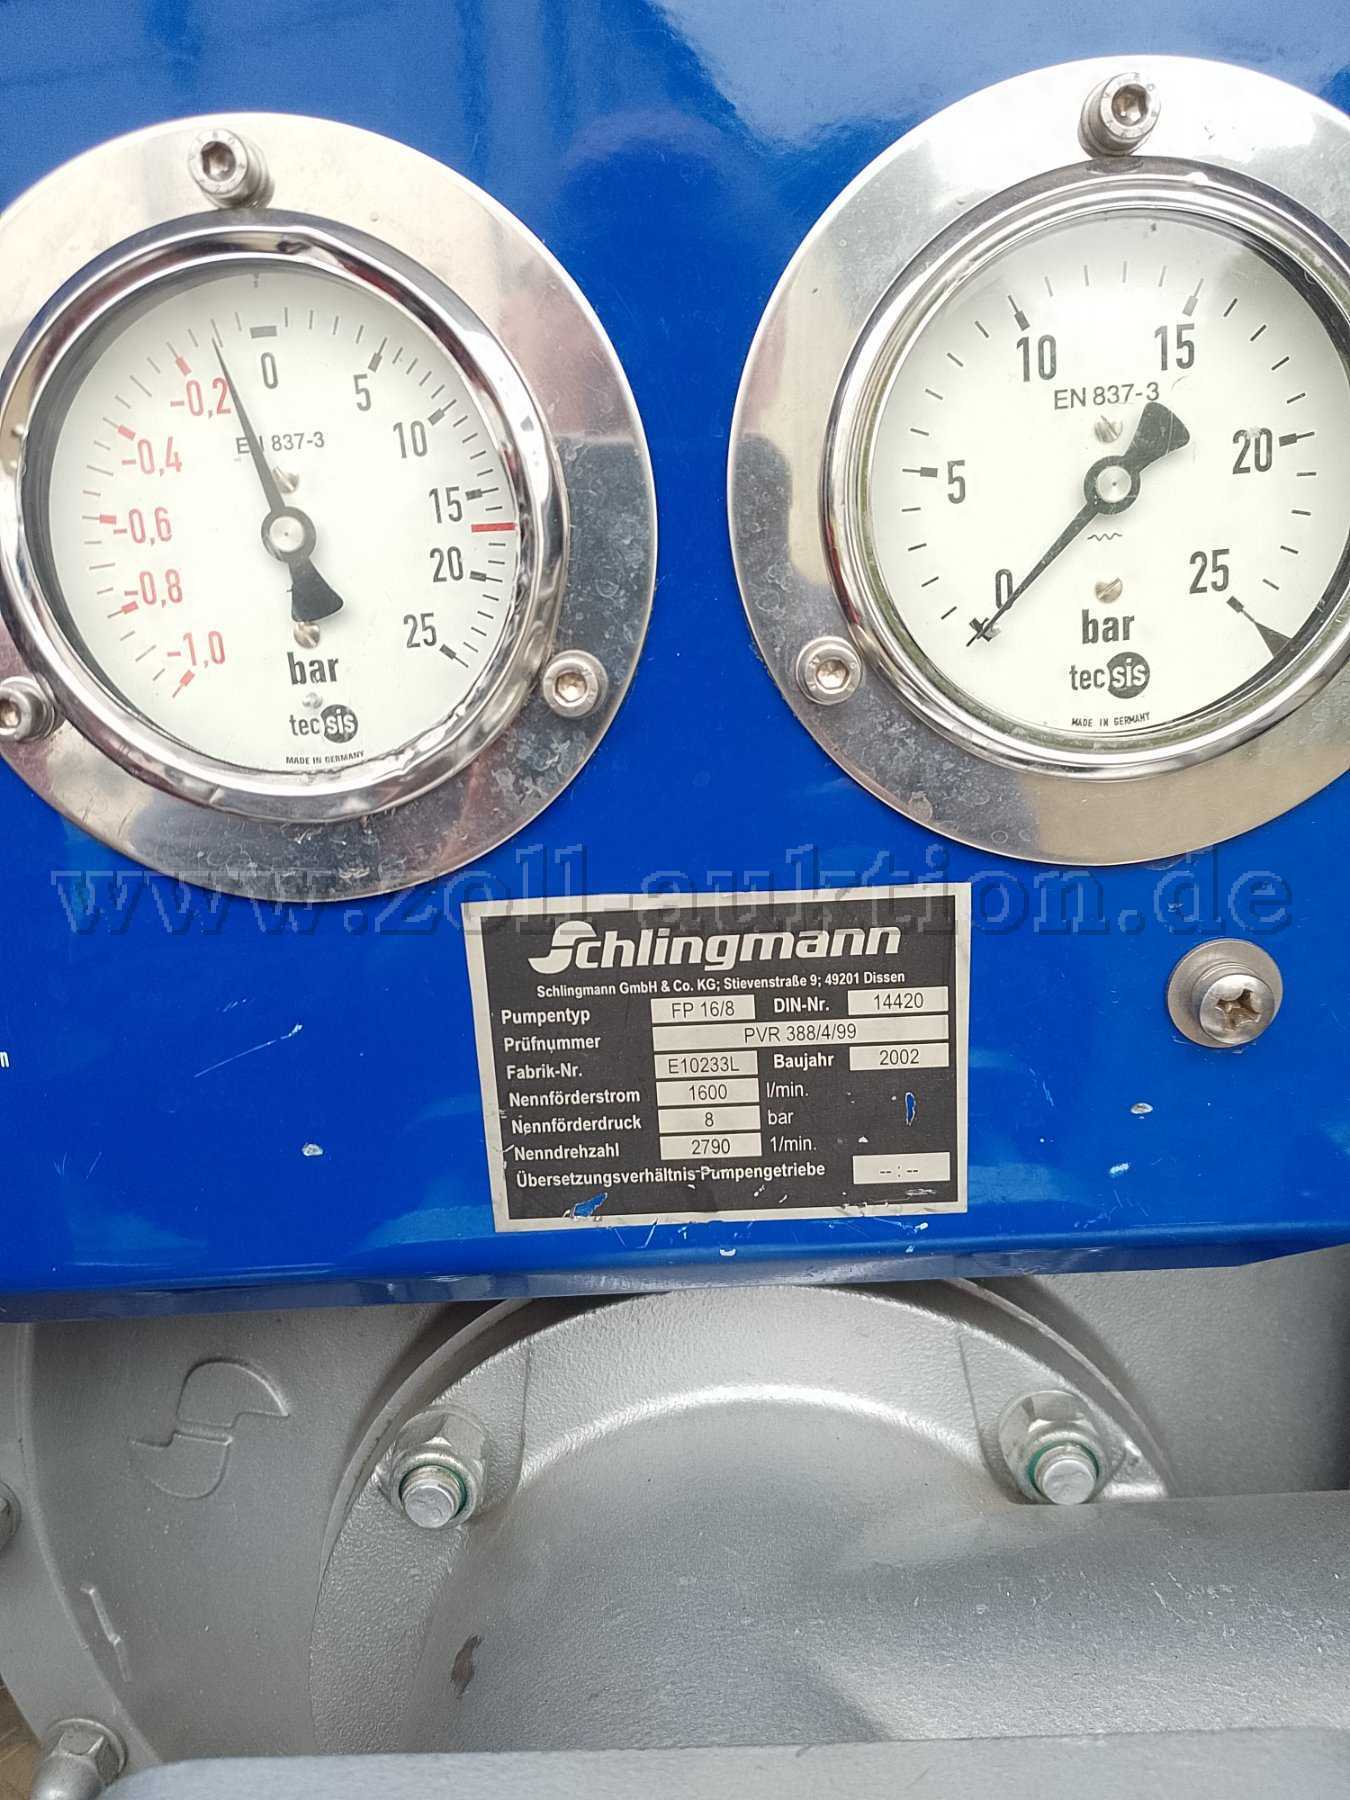 0
5
10
15
20
25
-0,2
-0,4
-0,6
-0,8
-1,0
EN 837-3
bar
tecsis
MADE IN GERMANY
0
5
10
15
20
25
EN 837-3
bar
tecsis
MADE IN GERMANY
www.zoll-auktion.de
Schlingmann
Schlingmann GmbH & Co. KG; Stievenstraße 9; 49201 Dissen
Pumpentyp FP 16/8 DIN-Nr. 14420
Prüfnummer PVR 388/4/99
Fabrik-Nr. E10233L Baujahr 2002
Nennförderstrom 1600 l/min.
Nennförderdruck 8 bar
Nenndrehzahl 2790 1/min.
Übersetzungsverhältnis Pumpengetriebe -- : --